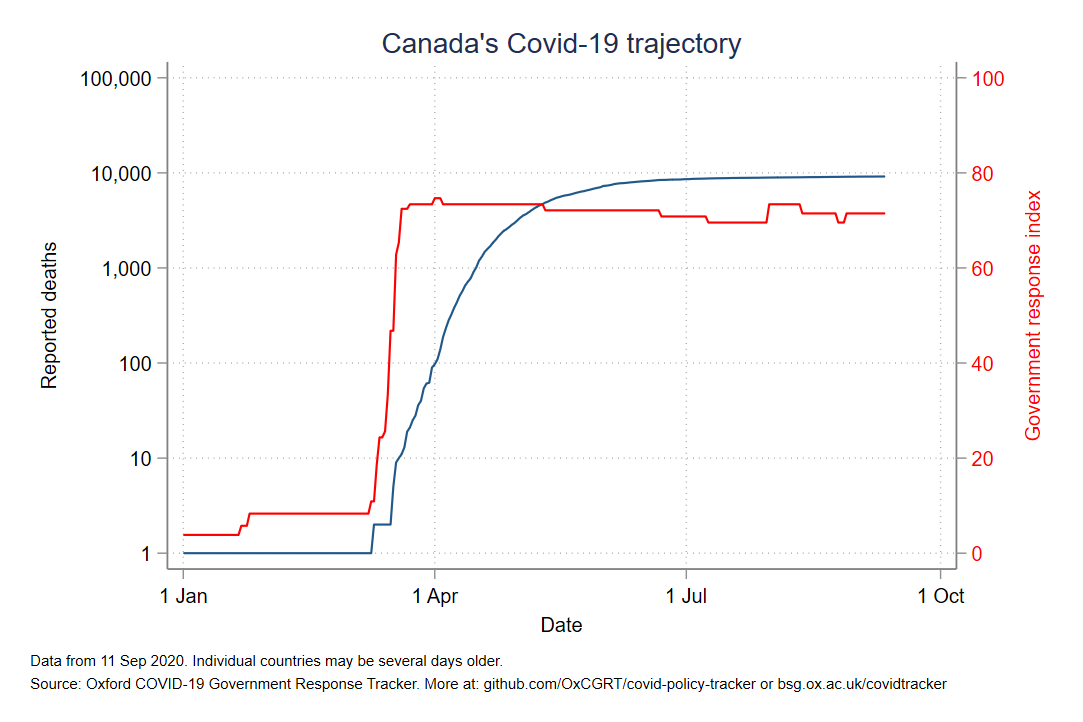 Canada's Covid-19 trajectory
100,000
10,000
1,000
100
10
1
Reported deaths
100
80
60
40
20
0
Government response index
1 Jan
1 Apr
1 Jul
1 Oct
Date
Data from 11 Sep 2020. Individual countries may be several days older.
Source: Oxford COVID-19 Government Response Tracker. More at: github.com/OxCGRT/covid-policy-tracker or bsg.ox.ac.uk/covidtracker